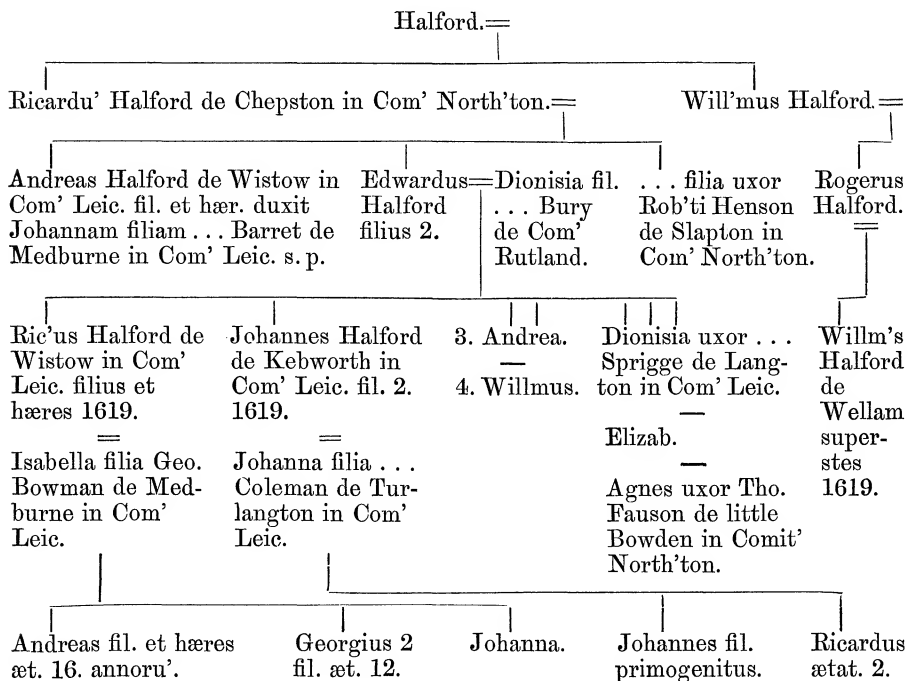 Halford.
Ricardu' Halford de Chepston in Com' North'ton.
Will'mus Halford.
Andreas Halford de Wistow in
Com' Leic. fil. et hær. duxit
Johannam filiam . . . Barret de
Medburne in Com' Leic. s. p.
Edwardus
Halford
filius 2.
Dionisia fil.
. . . Bury
de Com'
Rutland.
. . . filia uxor
Rob'ti Henson
de Slapton in
Com' North'ton.
Rogerus
Halford.
Ric'us Halford de
Wistow in Com'
Leic. filius et
hæres 1619.
Isabella filia Geo.
Bowman de Med-
burne in Com'
Leic.
Johannes Halford
de Kebworth in
Com' Leic. fil. 2.
1619.
Johanna filia . . .
Coleman de Tur-
langton in Com'
Leic.
3. Andrea.
4. Willmus.
Dionisia uxor . . .
Sprigge de Lang-
ton in Com' Leic.
Elizab.
Agnes uxor Tho.
Fauson de little
Bowden in Comit'
North'ton.
Willm's
Halford
de
Wellam
super-
stes
1619.
Andreas fil. et hæres
æt. 16. annoru'.
Georgius 2
fil. æt. 12.
Johanna.
Johannes fil.
primogenitus.
Ricardus
ætat. 2.